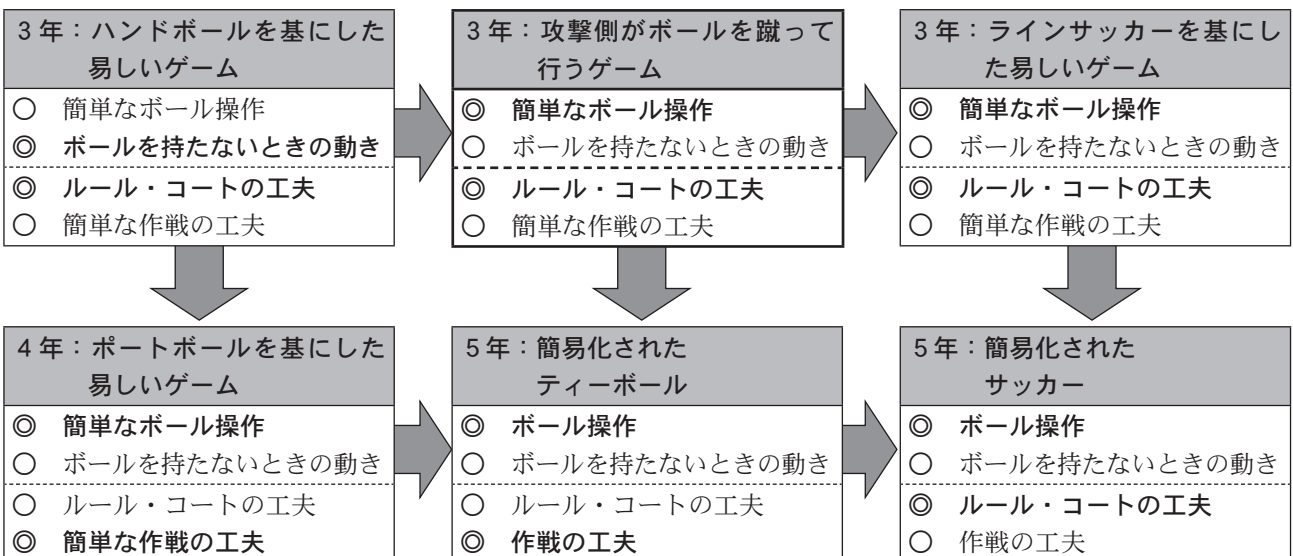 3年：ハンドボールを基にした
易しいゲーム
○ 簡単なボール操作
◎ ボールを持たないときの動き
◎ ルール・コートの工夫
○ 簡単な作戦の工夫
3年：攻撃側がボールを蹴って
行うゲーム
◎ 簡単なボール操作
○ ボールを持たないときの動き
◎ ルール・コートの工夫
○ 簡単な作戦の工夫
3年：ラインサッカーを基にし
た易しいゲーム
◎ 簡単なボール操作
○ ボールを持たないときの動き
◎ ルール・コートの工夫
○ 簡単な作戦の工夫
4年：ポートボールを基にした
易しいゲーム
◎ 簡単なボール操作
○ ボールを持たないときの動き
○ ルール・コートの工夫
◎ 簡単な作戦の工夫
5年：簡易化された
ティーボール
◎ ボール操作
○ ボールを持たないときの動き
○ ルール・コートの工夫
◎ 作戦の工夫
5年：簡易化された
サッカー
◎ ボール操作
○ ボールを持たないときの動き
◎ ルール・コートの工夫
○ 作戦の工夫